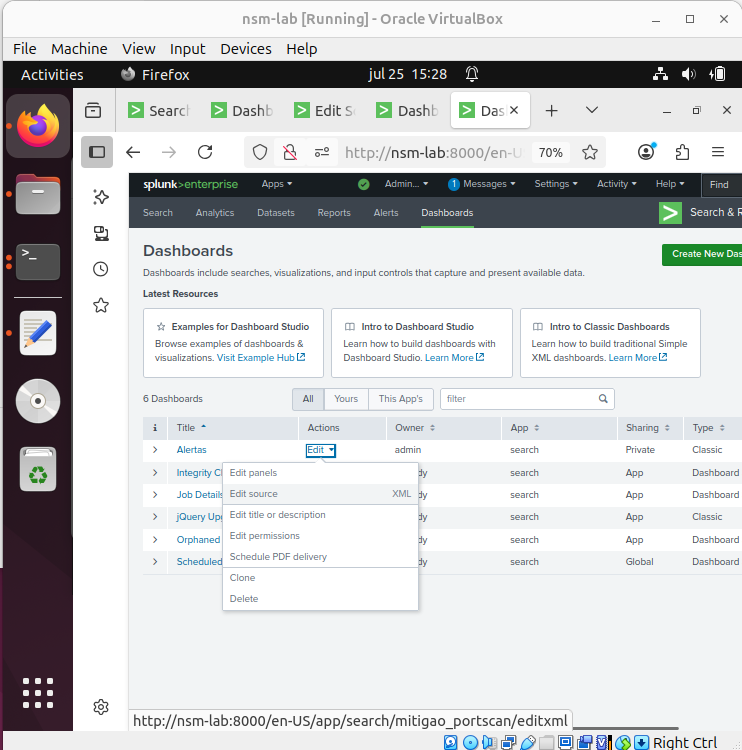 nsm-lab [Running] - Oracle VirtualBox
File Machine View Input Devices Help
Activities Firefox jul 25 15:28
Search Dashb Edit S Dashb Das
http://nsm-lab:8000/en-U 70%
splunk>enterprise Apps Admin... 1 Messages Settings Activity Help Find
Search Analytics Datasets Reports Alerts Dashboards Search & R
Dashboards
Create New Das
Dashboards include searches, visualizations, and input controls that capture and present available data.
Latest Resources
Examples for Dashboard Studio
Browse examples of dashboards &
visualizations. Visit Example Hub
Intro to Dashboard Studio
Learn how to build dashboards with
Dashboard Studio. Learn More
Intro to Classic Dashboards
Learn how to build traditional Simple
XML dashboards. Learn More
6 Dashboards All Yours This App's filter
i Title Actions Owner App Sharing Type
Alertas Edit admin search Private Classic
Integrity C dy search App Dashboard
Job Details dy search App Dashboard
jQuery Upg dy search App Classic
Orphaned dy search App Dashboard
Scheduled dy search Global Dashboard
Edit panels
Edit source XML
Edit title or description
Edit permissions
Schedule PDF delivery
Clone
Delete
http://nsm-lab:8000/en-US/app/search/mitigao_portscan/editxml
Right Ctrl